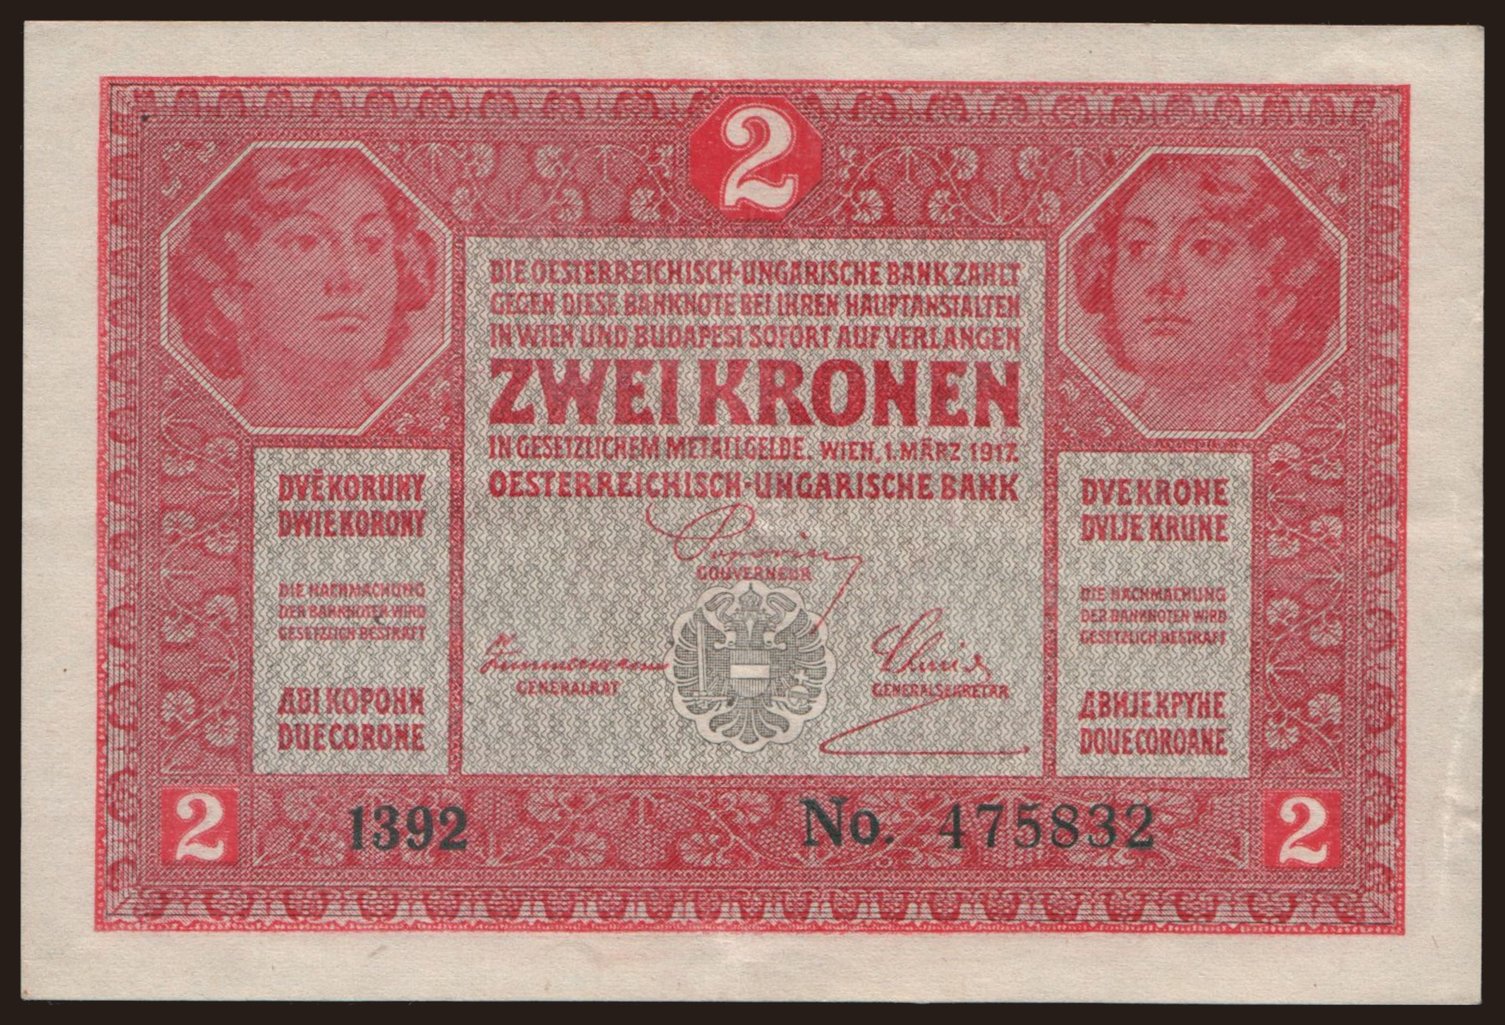 2
DIE OESTERREICHISCH-UNGARISCHE BANK ZAHLT
GEGEN DIESE BANKNOTE BEI IHREN HAUPTANSTALTEN
IN WIEN UND BUDAPEST SOFORT AUF VERLANGEN
ZWEI KRONEN
IN GESETZLICHEM METALLGELDE. WIEN, 1. MÄRZ 1917.
OESTERREICHISCH-UNGARISCHE BANK
GOUVERNEUR
GENERALRAT
GENERALSEKRETÄR
DVĚ KORUNY
DWIE KORONY
DIE NACHMACHUNG
DER BANKNOTEN WIRD
GESETZLICH BESTRAFT
ДВІ КОРОНИ
DUE CORONE
DVE KRONE
DVIJE KRUNE
DIE NACHMACHUNG
DER BANKNOTEN WIRD
GESETZLICH BESTRAFT
ДВИЈЕ КРУНЕ
DOUE COROANE
2
1392
No. 475832
2